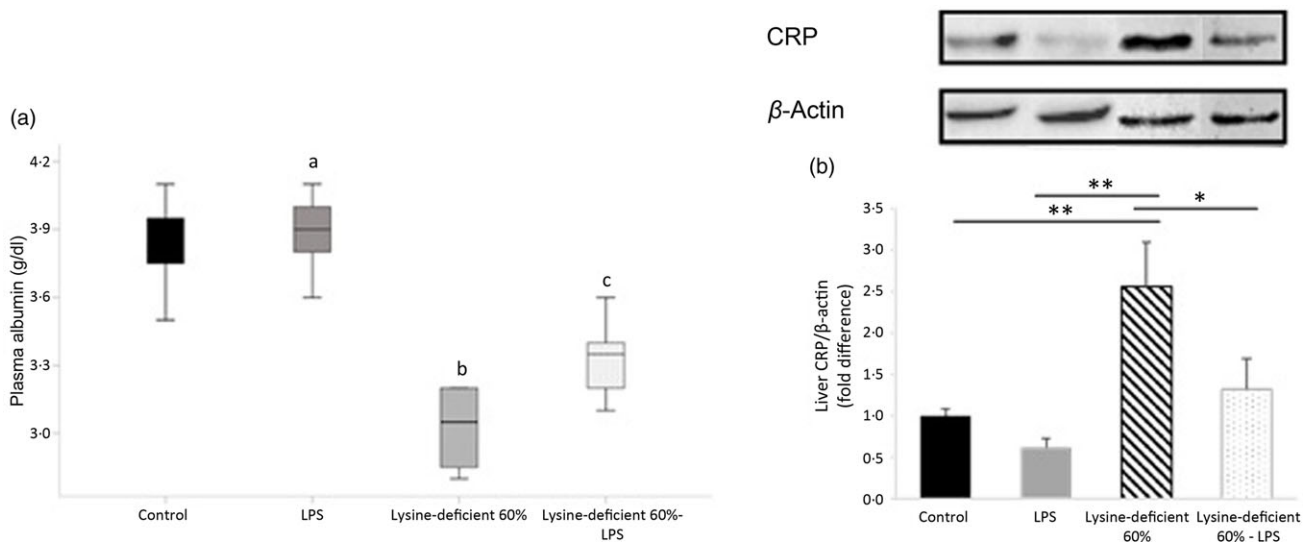 (a)
Plasma albumin (g/dl)
4·2
3·9
3·6
3·3
3·0
a
b
c
Control
LPS
Lysine-deficient 60%
Lysine-deficient 60%-
LPS
CRP
β-Actin
(b)
Liver CRP/β-actin
(fold difference)
3·5
3·0
2·5
2·0
1·5
1·0
0·5
0·0
**
**
*
Control
LPS
Lysine-deficient
60%
Lysine-deficient
60% - LPS